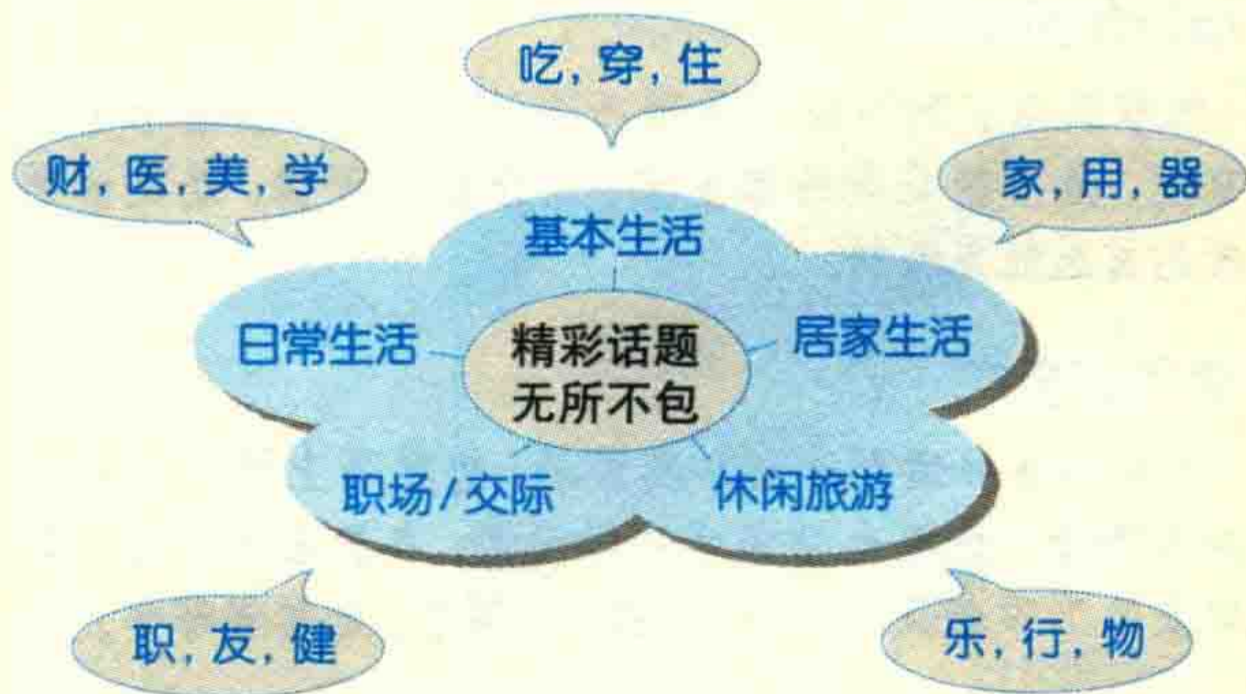 吃, 穿, 住
财, 医, 美, 学
家, 用, 器
基本生活
日常生活
精彩话题
无所不包
居家生活
职场/交际
休闲旅游
职, 友, 健
乐, 行, 物